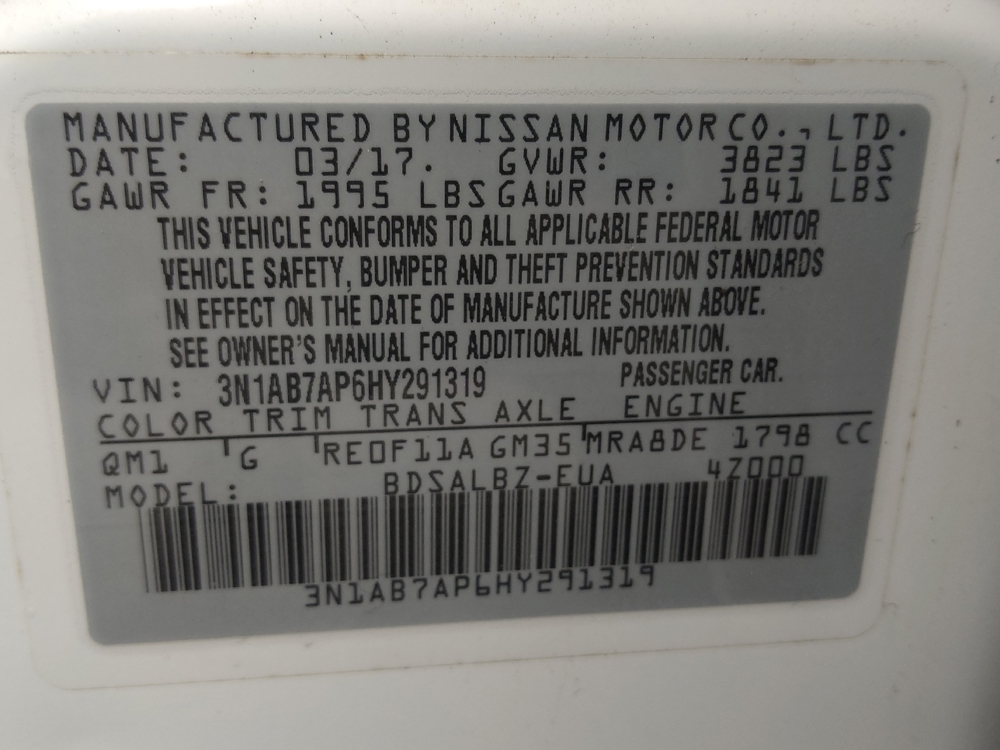 MANUFACTURED BY NISSAN MOTOR CO., LTD.
DATE: 03/17. GVWR: 3823 LBS
GAWR FR: 1995 LBS GAWR RR: 1841 LBS
THIS VEHICLE CONFORMS TO ALL APPLICABLE FEDERAL MOTOR
VEHICLE SAFETY, BUMPER AND THEFT PREVENTION STANDARDS
IN EFFECT ON THE DATE OF MANUFACTURE SHOWN ABOVE.
SEE OWNER'S MANUAL FOR ADDITIONAL INFORMATION.
VIN: 3N1AB7AP6HY291319 PASSENGER CAR.
COLOR TRIM TRANS AXLE ENGINE
QM1 G RE0F11A GM35 MRA8DE 1798 CC
MODEL: BDSALBZ-EUA 4Z000
3N1AB7AP6HY291319